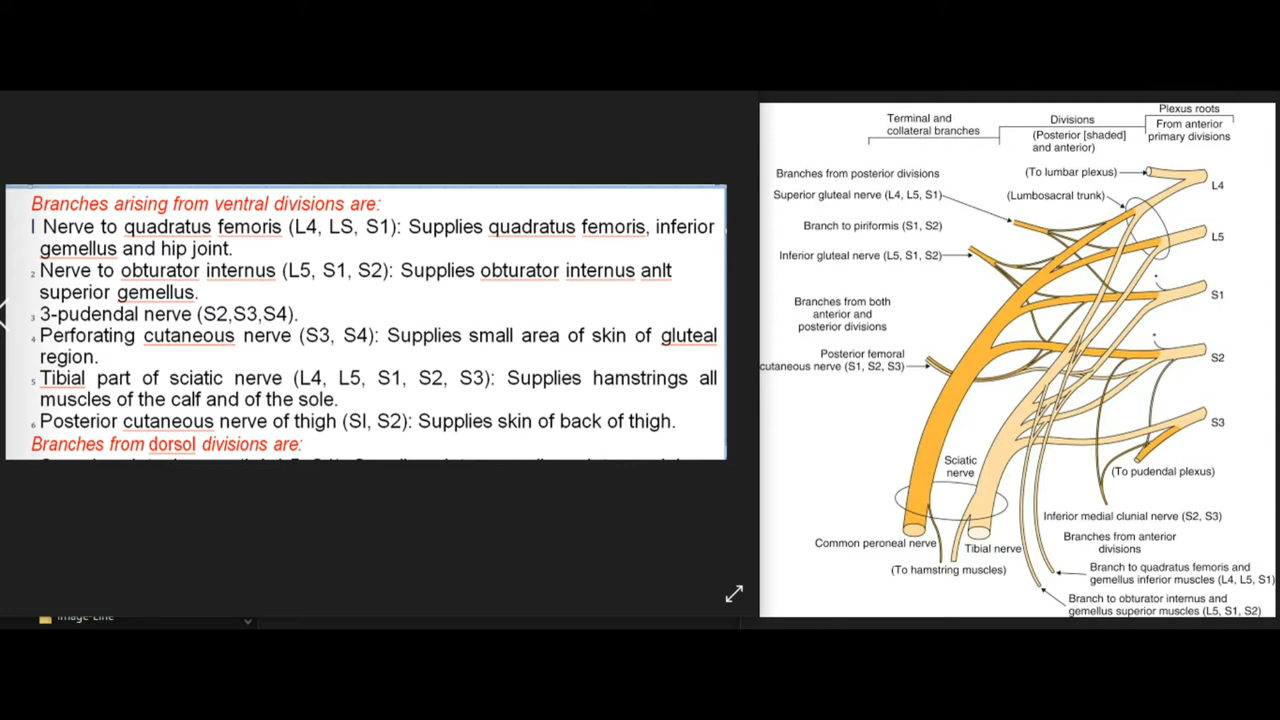 Branches arising from ventral divisions are:
1 Nerve to quadratus femoris (L4, LS, S1): Supplies quadratus femoris, inferior
gemellus and hip joint.
2 Nerve to obturator internus (L5, S1, S2): Supplies obturator internus anlt
superior gemellus.
3 3-pudendal nerve (S2,S3,S4).
4 Perforating cutaneous nerve (S3, S4): Supplies small area of skin of gluteal
region.
5 Tibial part of sciatic nerve (L4, L5, S1, S2, S3): Supplies hamstrings all
muscles of the calf and of the sole.
6 Posterior cutaneous nerve of thigh (SI, S2): Supplies skin of back of thigh.
Branches from dorsol divisions are:
Image-Line
Plexus roots
Terminal and
collateral branches
Divisions
(Posterior [shaded]
and anterior)
From anterior
primary divisions
Branches from posterior divisions
(To lumbar plexus)
L4
Superior gluteal nerve (L4, L5, S1)
(Lumbosacral trunk)
Branch to piriformis (S1, S2)
L5
Inferior gluteal nerve (L5, S1, S2)
S1
Branches from both
anterior and
posterior divisions
Posterior femoral
cutaneous nerve (S1, S2, S3)
S2
S3
Sciatic
nerve
(To pudendal plexus)
Inferior medial clunial nerve (S2, S3)
Common peroneal nerve
Tibial nerve
(To hamstring muscles)
Branches from anterior
divisions
Branch to quadratus femoris and
gemellus inferior muscles (L4, L5, S1)
Branch to obturator internus and
gemellus superior muscles (L5, S1, S2)